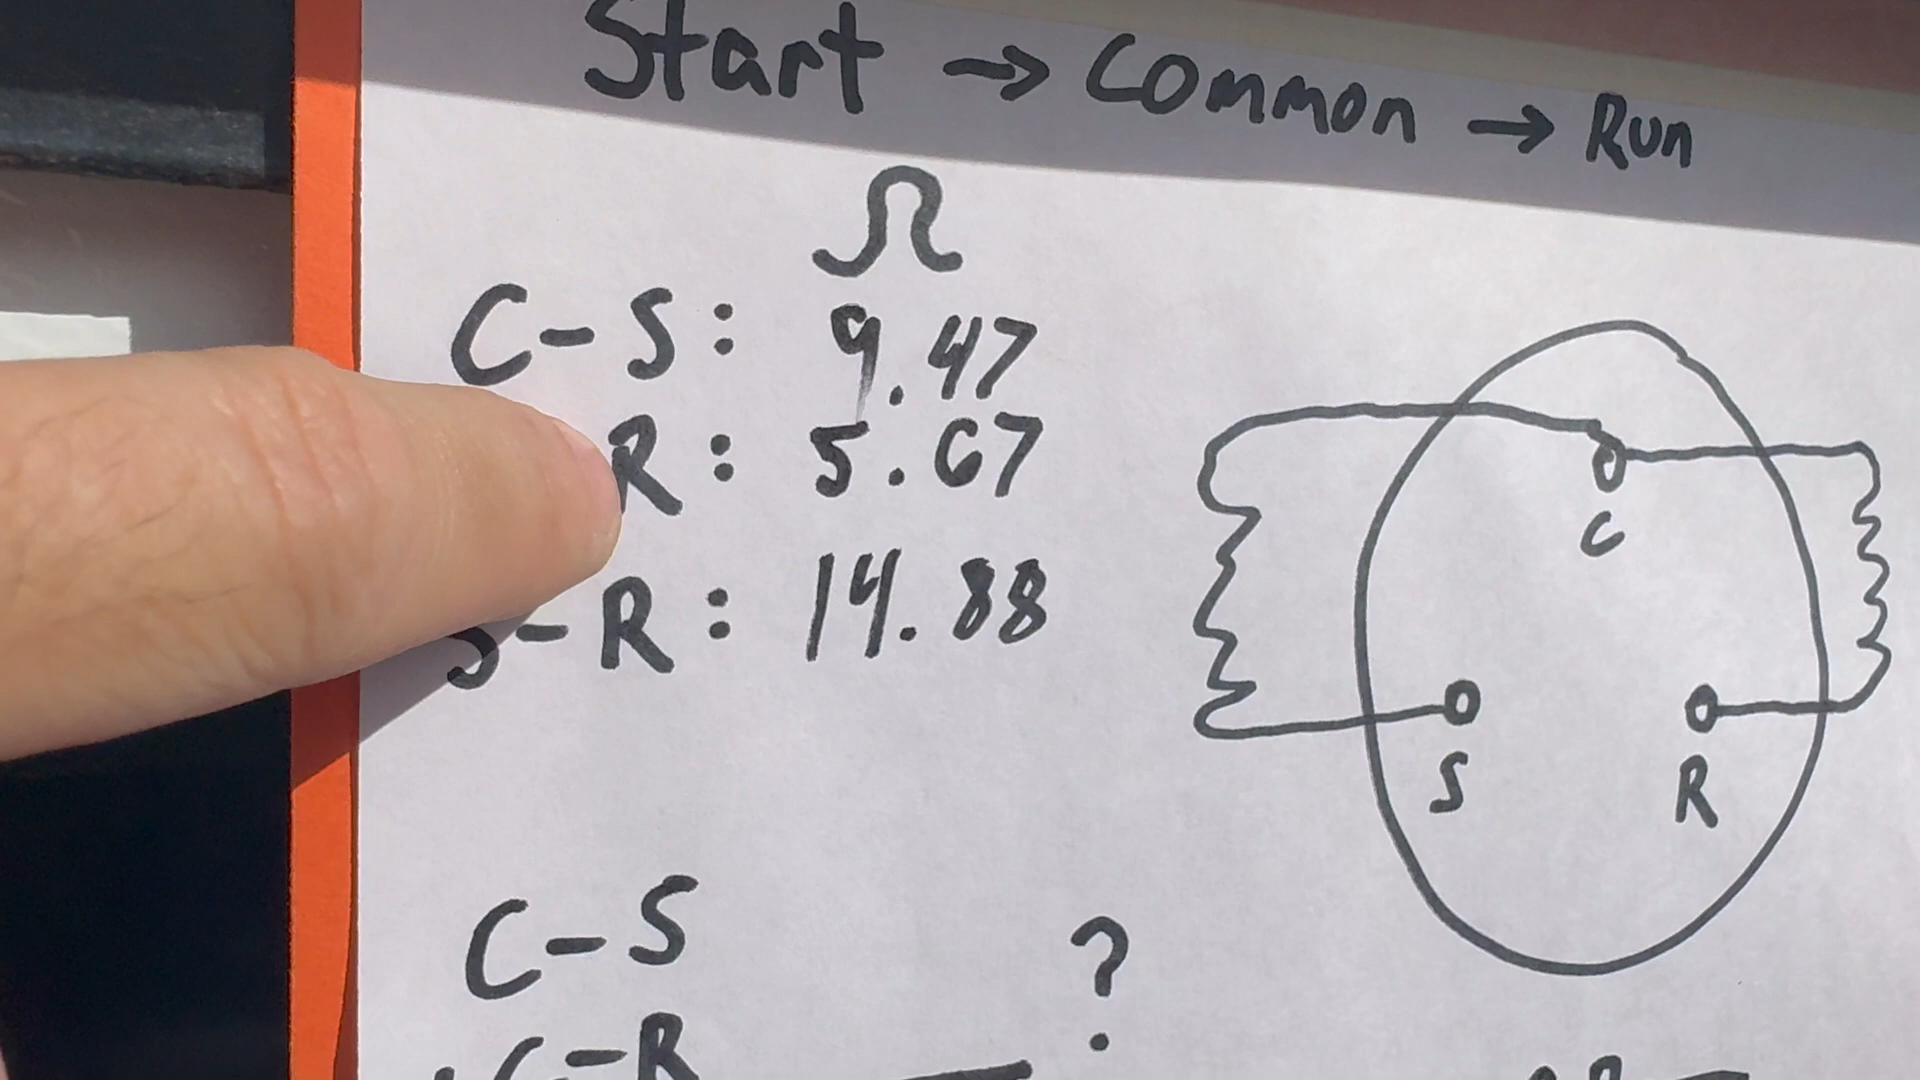 Start → Common → Run
Ω
C-S: 9.47
R: 5.67
S-R: 14.88
C
S
R
C-S ?
C-R